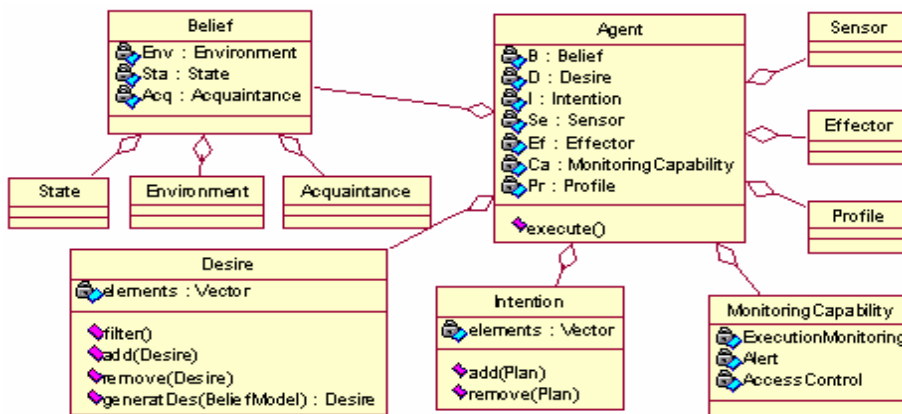 Belief
Env : Environment
Sta : State
Acq : Acquaintance
Agent
B : Belief
D : Desire
I : Intention
Se : Sensor
Ef : Effector
Ca : MonitoringCapability
Pr : Profile
execute()
Sensor
Effector
Profile
State
Environment
Acquaintance
Desire
elements : Vector
filter()
add(Desire)
remove(Desire)
generatDes(BeliefModel) : Desire
Intention
elements : Vector
add(Plan)
remove(Plan)
MonitoringCapability
ExecutionMonitoring
Alert
AccessControl